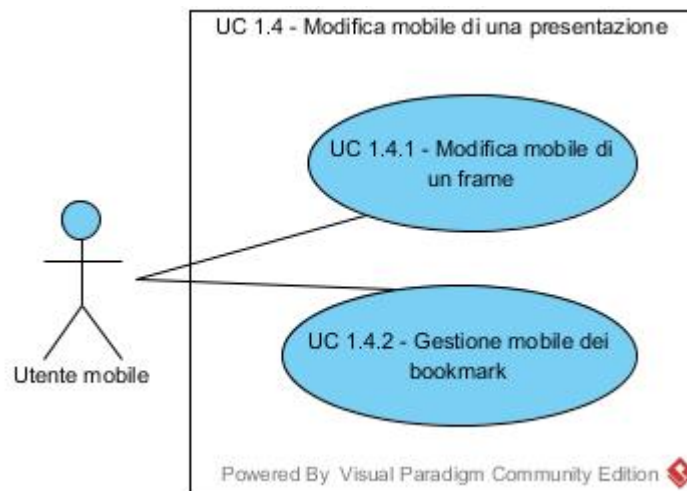 UC 1.4 - Modifica mobile di una presentazione
UC 1.4.1 - Modifica mobile di
un frame
UC 1.4.2 - Gestione mobile dei
bookmark
Utente mobile
Powered By Visual Paradigm Community Edition